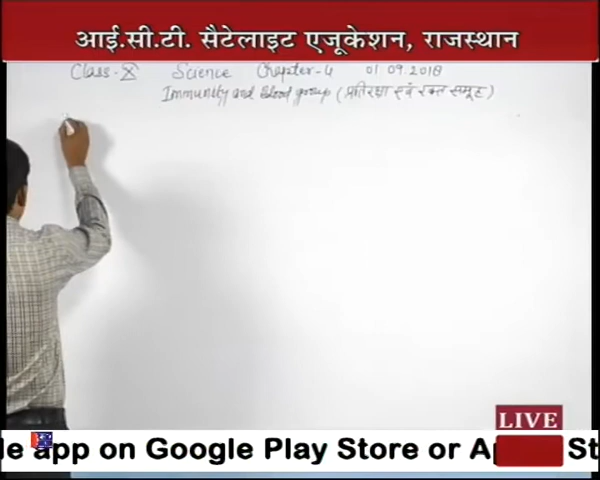 आई.सी.टी. सैटेलाइट एजूकेशन, राजस्थान
Class-X Science Chapter-4 01.09.2018
Immunity and Blood group (प्रतिरक्षा एवं रक्त समूह)
LIVE
le app on Google Play Store or Ap St